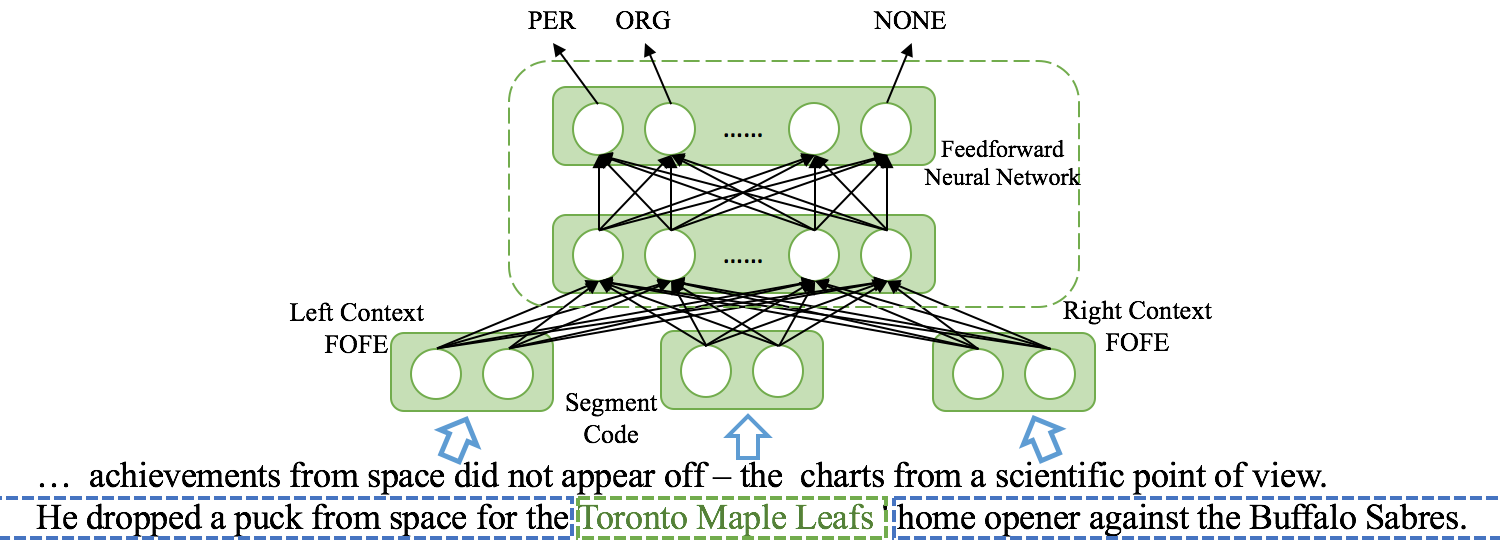 PER ORG NONE
......
Feedforward
Neural Network
......
Left Context
FOFE
Right Context
FOFE
Segment
Code
… achievements from space did not appear off – the charts from a scientific point of view.
He dropped a puck from space for the Toronto Maple Leafs ' home opener against the Buffalo Sabres.